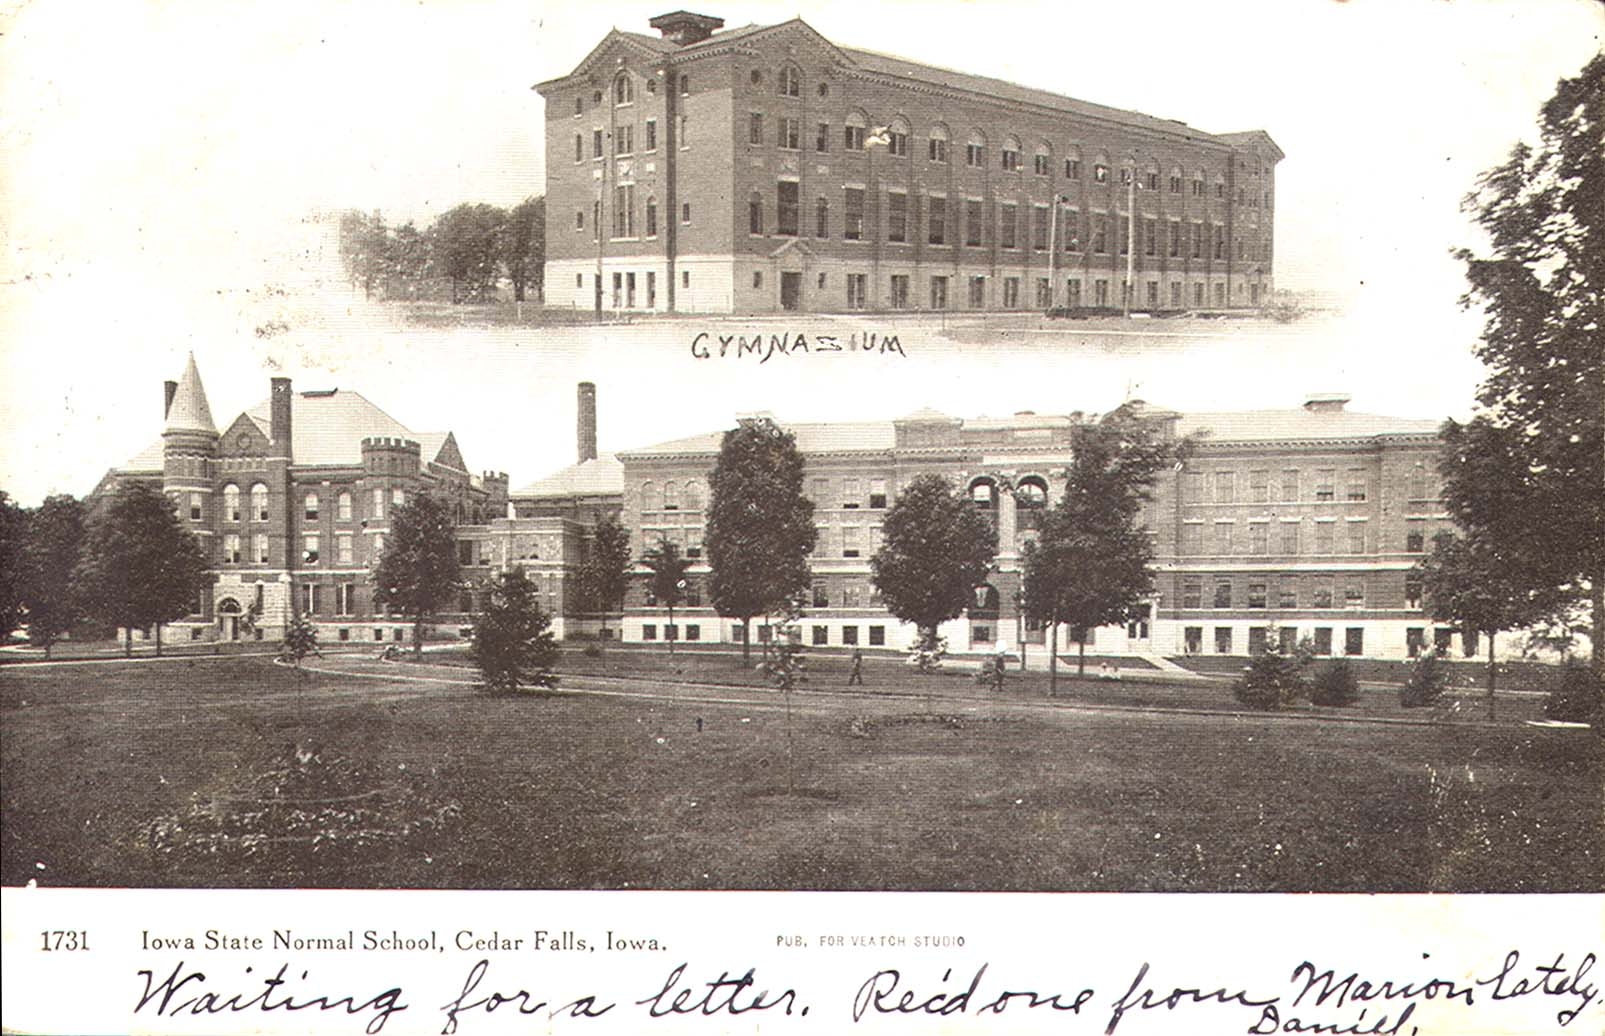 GYMNASIUM
1731 Iowa State Normal School, Cedar Falls, Iowa. PUB. FOR VEATCH STUDIO
Waiting for a letter. Rec'd one from Marion lately.
Daniel.